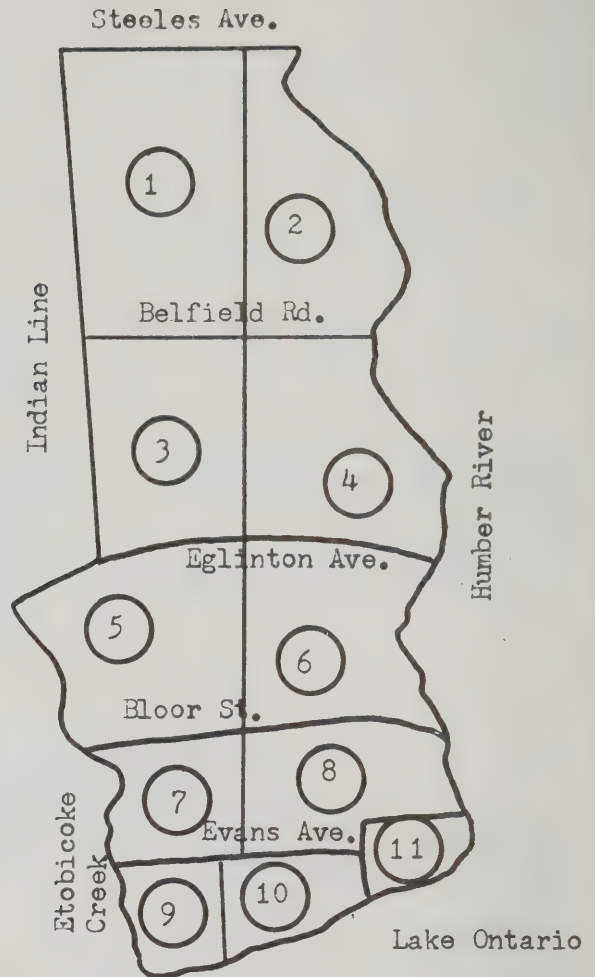 Steeles Ave.
1
2
Belfield Rd.
Indian Line
3
4
Humber River
Eglinton Ave.
5
6
Bloor St.
7
8
Evans Ave.
Etobicoke
Creek
9
10
11
Lake Ontario